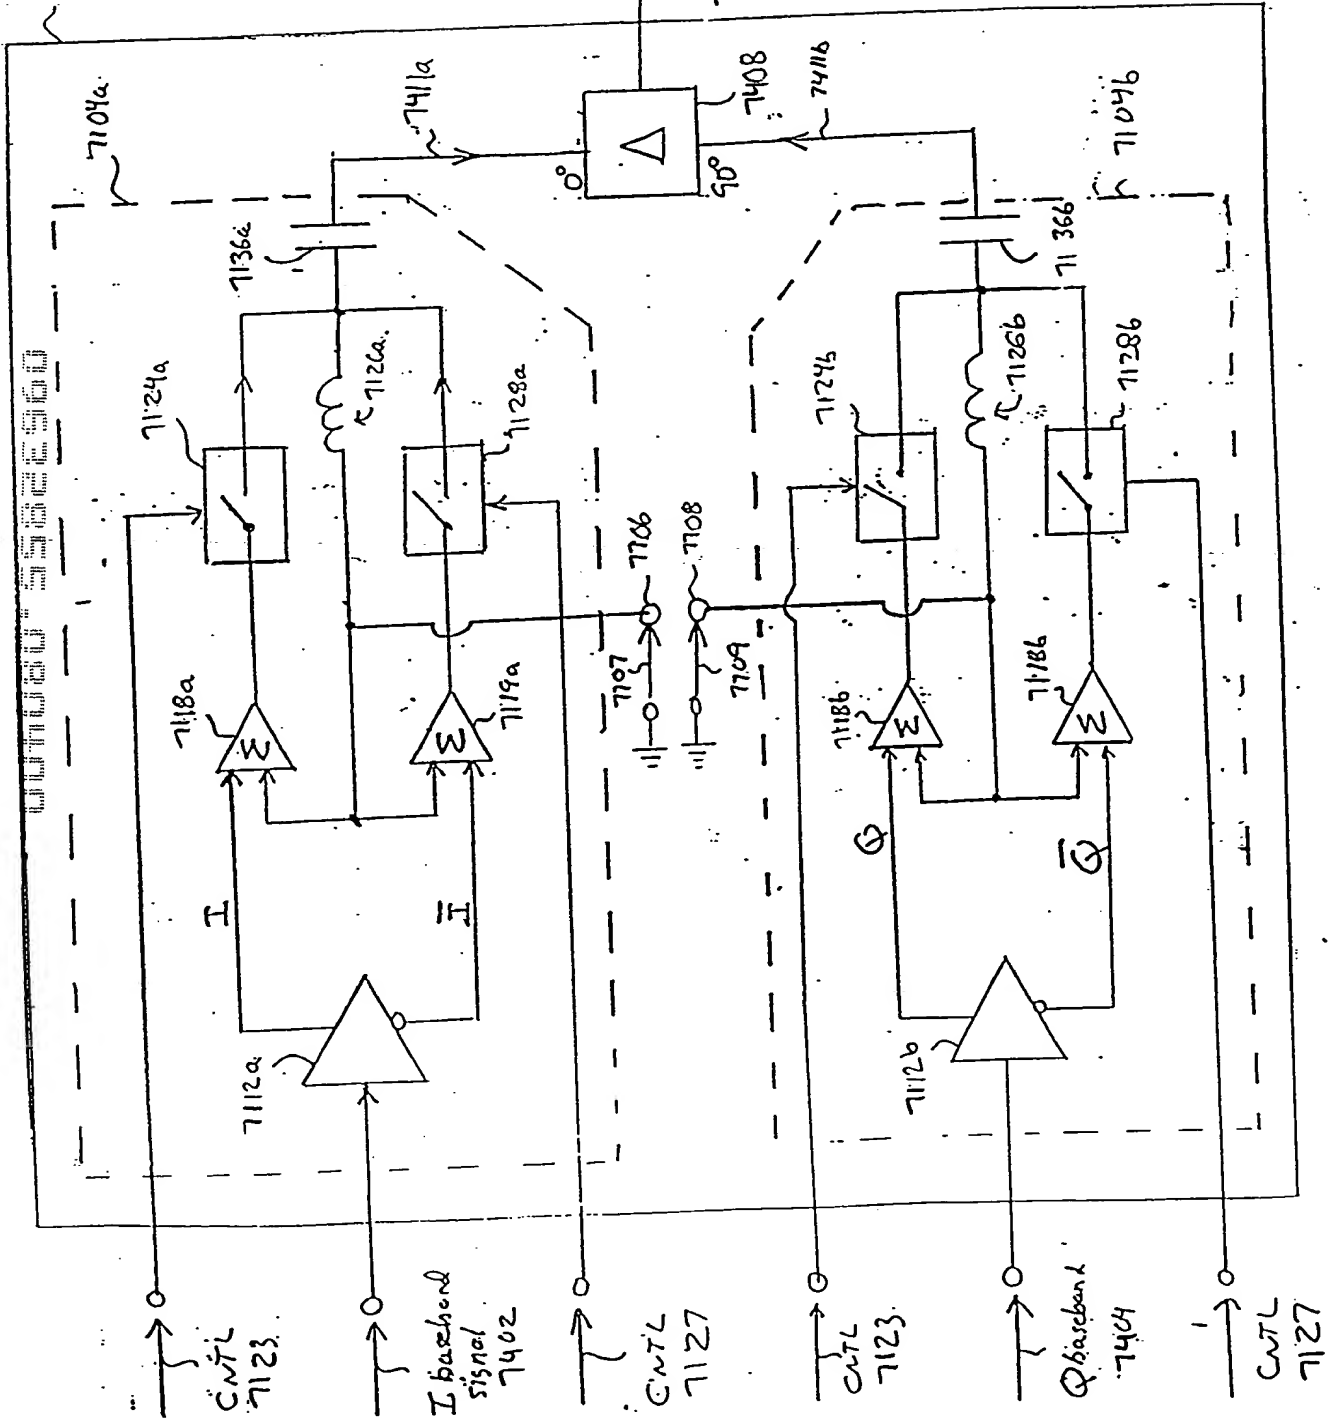 7104a
7411a
7408
7411b
7104b
0°
Δ
90°
7136a
7136b
7124a
7126a
7128a
7124b
7126b
7128b
7706
7708
7707
7709
7118a
Σ
7119a
Σ
7118b
Σ
7118b
Σ
I
Ī
Q
Q̅
7112a
7112b
CNTL
7123
I baseband
signal
7402
CNTL
7127
CNTL
7123
Q baseband
7404
CNTL
7127